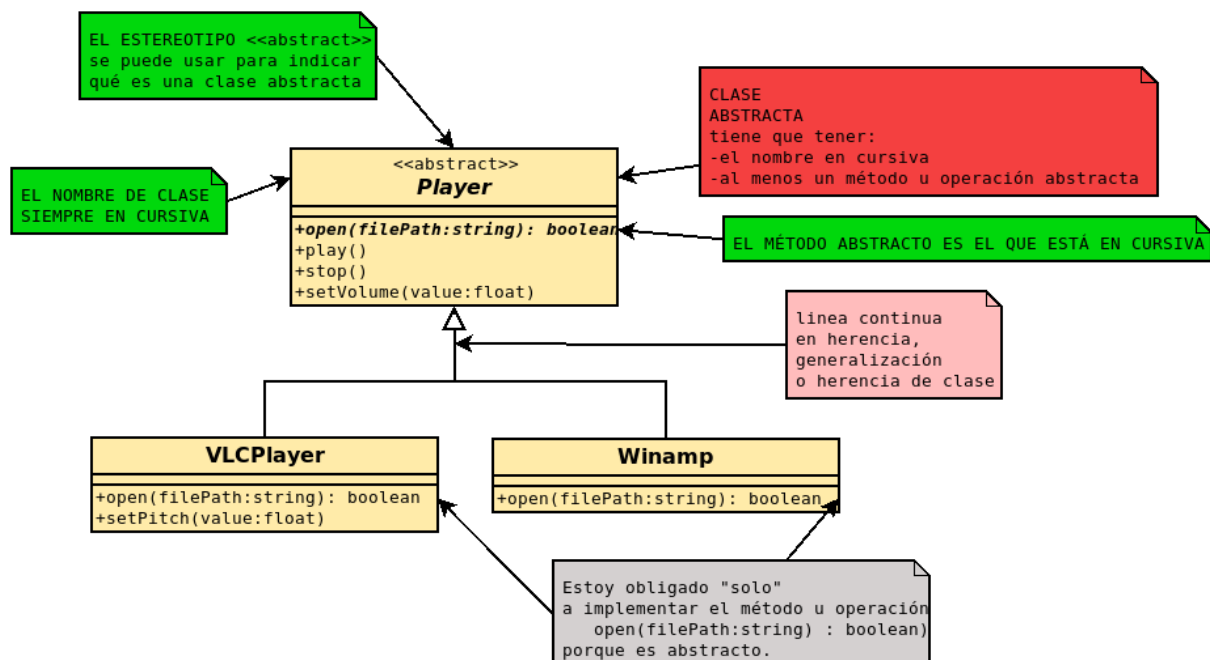 EL ESTEREOTIPO <<abstract>>
se puede usar para indicar
qué es una clase abstracta
CLASE
ABSTRACTA
tiene que tener:
-el nombre en cursiva
-al menos un método u operación abstracta
EL NOMBRE DE CLASE
SIEMPRE EN CURSIVA
<<abstract>>
Player
+open(filePath:string): boolean
+play()
+stop()
+setVolume(value:float)
EL MÉTODO ABSTRACTO ES EL QUE ESTÁ EN CURSIVA
linea continua
en herencia,
generalización
o herencia de clase
VLCPlayer
+open(filePath:string): boolean
+setPitch(value:float)
Winamp
+open(filePath:string): boolean
Estoy obligado "solo"
a implementar el método u operación
open(filePath:string) : boolean)
porque es abstracto.